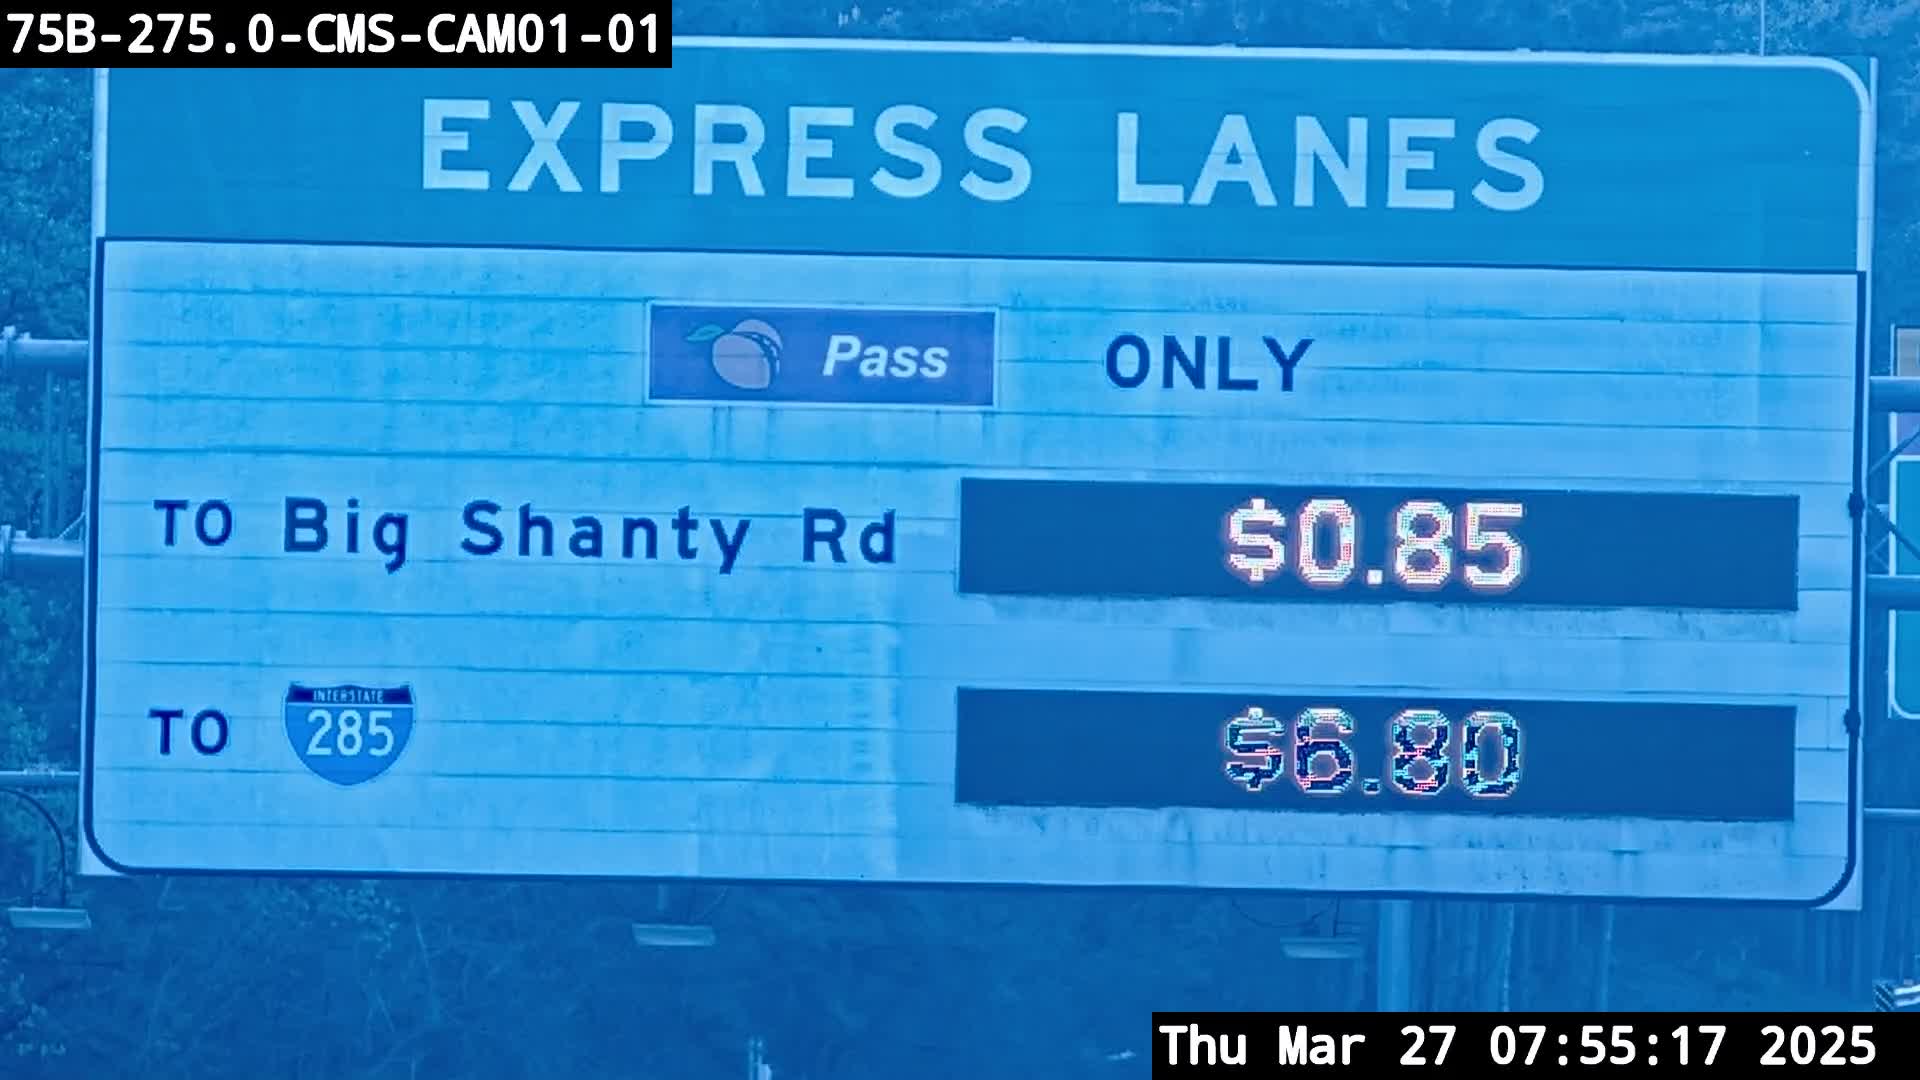 75B-275.0-CMS-CAM01-01
EXPRESS LANES
Pass ONLY
TO Big Shanty Rd $0.85
INTERSTATE
TO 285 $6.80
Thu Mar 27 07:55:17 2025